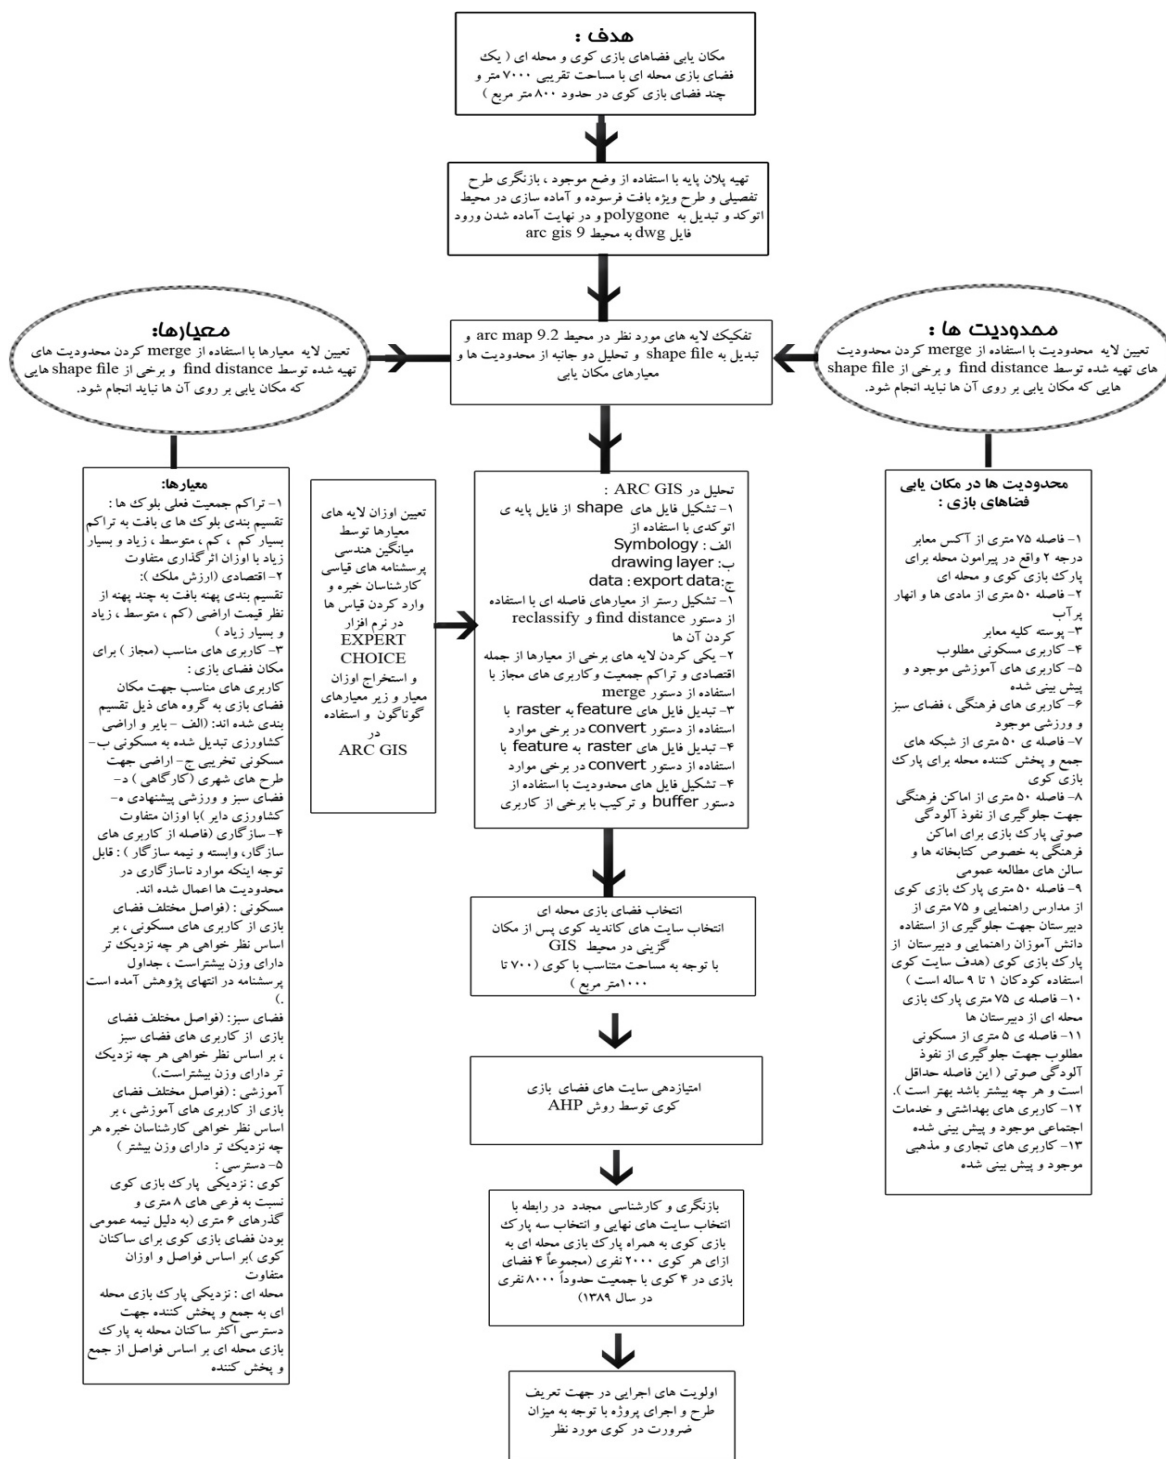 هدف :
مکان یابی فضاهای بازی کوی و محله ای ( یک
فضای بازی محله ای با مساحت تقریبی ۷۰۰۰ متر و
چند فضای بازی کوی در حدود ۸۰۰ متر مربع )
تهیه پلان پایه با استفاده از وضع موجود ، بازنگری طرح
تفصیلی و طرح ویژه بافت فرسوده و آماده سازی در محیط
اتوکد و تبدیل به polygone و در نهایت آماده شدن ورود
فایل dwg به محیط arc gis 9
محدودیت ها :
تعیین لایه محدودیت با استفاده از merge کردن محدودیت
های تهیه شده توسط find distance و برخی از shape file
هایی که مکان یابی بر روی آن ها نباید انجام شود.
تفکیک لایه های مورد نظر در محیط arc map 9.2 و
تبدیل به shape file و تحلیل دو جانبه از محدودیت ها و
معیارهای مکان یابی
معیارها:
تعیین لایه معیارها با استفاده از merge کردن محدودیت های
تهیه شده توسط find distance و برخی از shape file هایی
که مکان یابی بر روی آن ها نباید انجام شود.
محدودیت ها در مکان یابی
فضاهای بازی :
۱- فاصله ۷۵ متری از آکس معابر
درجه ۲ واقع در پیرامون محله برای
پارک بازی کوی و محله ای
۲- فاصله ۵۰ متری از مادی ها و انهار
پرآب
۳- پوسته کلیه معابر
۴- کاربری مسکونی مطلوب
۵- کاربری های آموزشی موجود و
پیش بینی شده
۶- کاربری های فرهنگی ، فضای سبز
و ورزشی موجود
۷- فاصله ی ۵۰ متری از شبکه های
جمع و پخش کننده محله برای پارک
بازی کوی
۸- فاصله ۵۰ متری از اماکن فرهنگی
جهت جلوگیری از نفوذ آلودگی
صوتی پارک بازی برای اماکن
فرهنگی به خصوص کتابخانه ها و
سالن های مطالعه عمومی
۹- فاصله ۵۰ متری پارک بازی کوی
از مدارس راهنمایی و ۷۵ متری از
دبیرستان جهت جلوگیری از استفاده
دانش آموزان راهنمایی و دبیرستان از
پارک بازی کوی (هدف سایت کوی
استفاده کودکان ۱ تا ۹ ساله است )
۱۰- فاصله ی ۷۵ متری پارک بازی
محله ای از دبیرستان ها
۱۱- فاصله ی ۵ متری از مسکونی
مطلوب جهت جلوگیری از نفوذ
آلودگی صوتی ( این فاصله حداقل
است و هر چه بیشتر باشد بهتر است ).
۱۲- کاربری های بهداشتی و خدمات
اجتماعی موجود و پیش بینی شده
۱۳- کاربری های تجاری و مذهبی
موجود و پیش بینی شده
تحلیل در ARC GIS :
۱- تشکیل فایل های shape از فایل پایه ی
اتوکدی با استفاده از
الف : Symbology
ب: drawing layer
ج:data : export data
۱- تشکیل رستر از معیارهای فاصله ای با استفاده
از دستور find distance و reclassify
کردن آن ها
۲- یکی کردن لایه های برخی از معیارها از جمله
اقتصادی و تراکم جمعیت وکاربری های مجاز با
استفاده از دستور merge
۳- تبدیل فایل های feature به raster با
استفاده از دستور convert در برخی موارد
۴- تبدیل فایل های raster به feature با
استفاده از دستور convert در برخی موارد
۴- تشکیل فایل های محدودیت با استفاده از
دستور buffer و ترکیب با برخی از کاربری
تعیین اوزان لایه های
معیارها توسط
میانگین هندسی
پرسشنامه های قیاسی
کارشناسان خبره و
وارد کردن قیاس ها
در نرم افزار
EXPERT
CHOICE
و استخراج اوزان
معیار و زیر معیارهای
گوناگون و استفاده
در
ARC GIS
معیارها:
۱- تراکم جمعیت فعلی بلوک ها :
تقسیم بندی بلوک ها ی بافت به تراکم
بسیار کم ، کم ، متوسط ، زیاد و بسیار
زیاد با اوزان اثرگذاری متفاوت
۲- اقتصادی (ارزش ملک ):
تقسیم بندی پهنه بافت به چند پهنه از
نظر قیمت اراضی (کم ، متوسط ، زیاد
و بسیار زیاد )
۳- کاربری های مناسب (مجاز ) برای
مکان فضای بازی :
کاربری های مناسب جهت مکان
فضای بازی به گروه های ذیل تقسیم
بندی شده اند: (الف - بایر و اراضی
کشاورزی تبدیل شده به مسکونی ب-
مسکونی تخریبی ج- اراضی جهت
طرح های شهری (کارگاهی ) د-
فضای سبز و ورزشی پیشنهادی ه-
کشاورزی دایر )با اوزان متفاوت
۴- سازگاری (فاصله از کاربری های
سازگار، وابسته و نیمه سازگار ) : قابل
توجه اینکه موارد ناسازگاری در
محدودیت ها اعمال شده اند.
مسکونی : (فواصل مختلف فضای
بازی از کاربری های مسکونی ، بر
اساس نظر خواهی هر چه نزدیک تر
دارای وزن بیشتراست ، جداول
پرسشنامه در انتهای پژوهش آمده است
.)
فضای سبز: (فواصل مختلف فضای
بازی از کاربری های فضای سبز
، بر اساس نظر خواهی هر چه نزدیک
تر دارای وزن بیشتراست.)
آموزشی : (فواصل مختلف فضای
بازی از کاربری های آموزشی ، بر
اساس نظر خواهی کارشناسان خبره هر
چه نزدیک تر دارای وزن بیشتر )
۵- دسترسی :
کوی : نزدیکی پارک بازی کوی
نسبت به فرعی های ۸ متری و
گذرهای ۶ متری (به دلیل نیمه عمومی
بودن فضای بازی کوی برای ساکنان
کوی )بر اساس فواصل و اوزان
متفاوت
محله ای : نزدیکی پارک بازی محله
ای به جمع و پخش کننده جهت
دسترسی اکثر ساکنان محله به پارک
بازی محله ای بر اساس فواصل از جمع
و پخش کننده
انتخاب فضای بازی محله ای
انتخاب سایت های کاندید کوی پس از مکان
گزینی در محیط GIS
با توجه به مساحت متناسب با کوی (۷۰۰ تا
۱۰۰۰متر مربع )
امتیازدهی سایت های فضای بازی
کوی توسط روش AHP
بازنگری و کارشناسی مجدد در رابطه با
انتخاب سایت های نهایی و انتخاب سه پارک
بازی کوی به همراه پارک بازی محله ای به
ازای هر کوی ۲۰۰۰ نفری (مجموعاً ۴ فضای
بازی در ۴ کوی با جمعیت حدوداً ۸۰۰۰ نفری
در سال ۱۳۸۹)
اولویت های اجرایی در جهت تعریف
طرح و اجرای پروژه با توجه به میزان
ضرورت در کوی مورد نظر